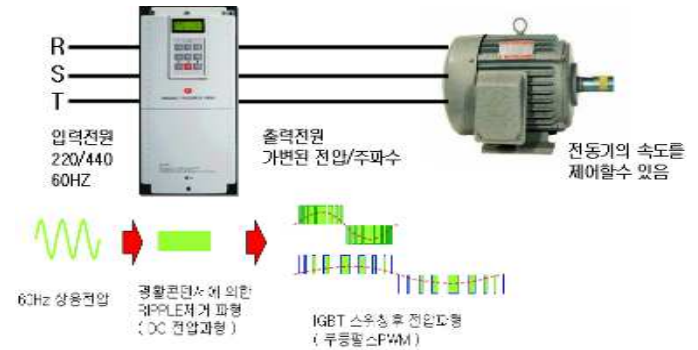 R
S
T
입력전원
220/440
60HZ
출력전원
가변된 전압/주파수
전동기의 속도를
제어할수 있음
60Hz 상용전압
평활콘덴서에 의한
RIPPLE제거 파형
( DC 전압파형 )
IGBT 스위칭후 전압파형
( 부등펄스PWM )